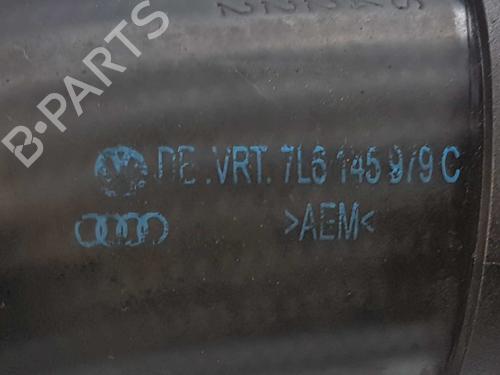 B-PARTS
DE .VRT. 7L6 145 979 C
>AEM<